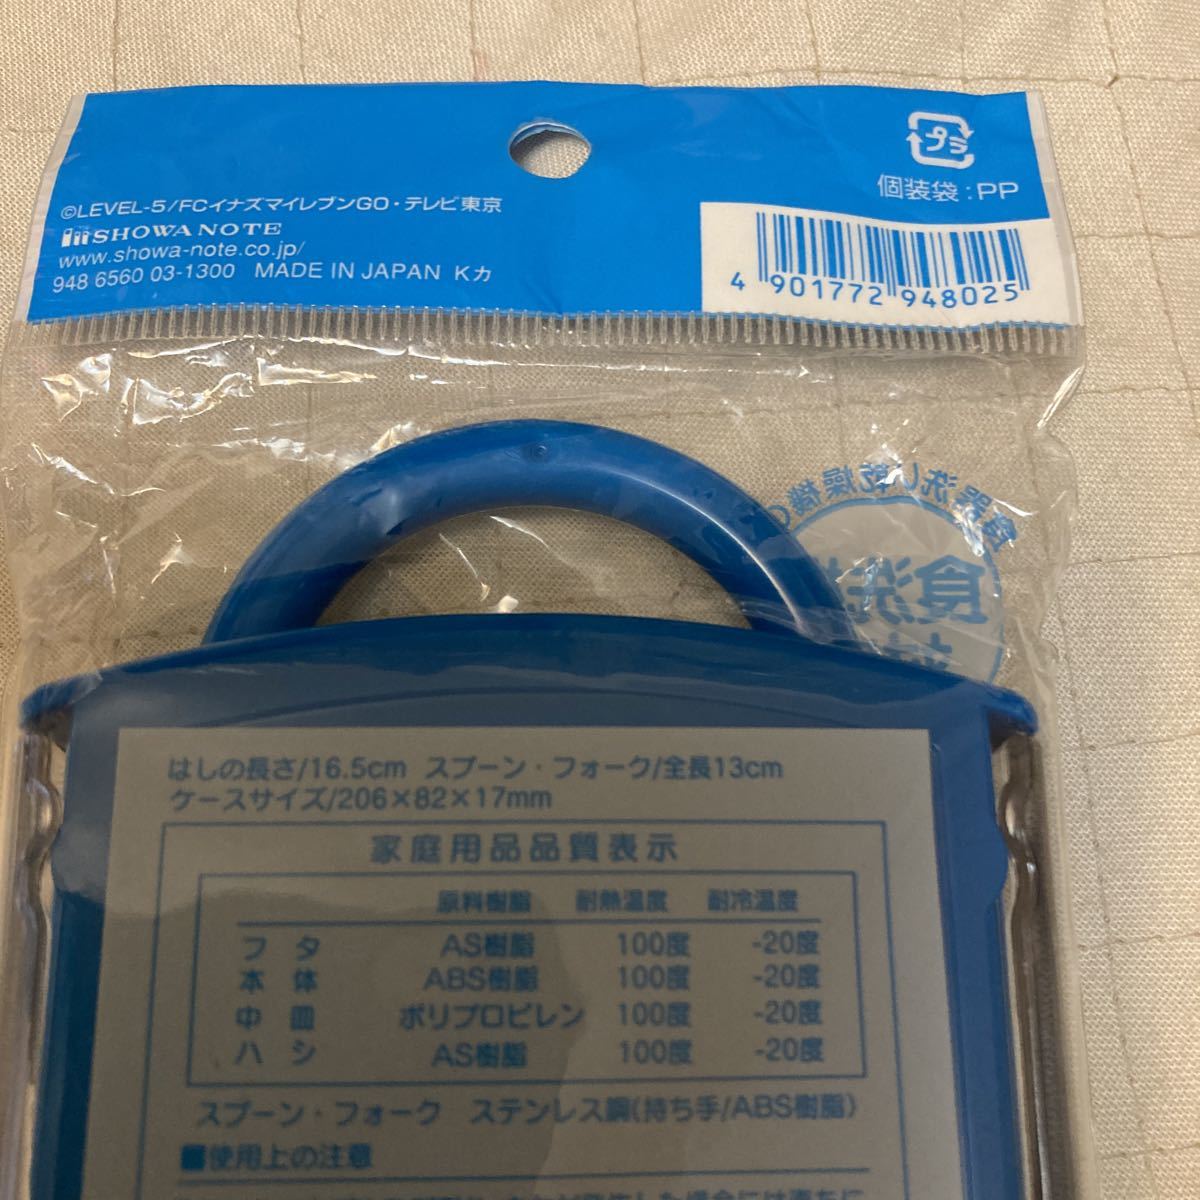 プラ
個装袋:PP
©LEVEL-5/FCイナズマイレブンGO・テレビ東京
SHOWA NOTE
www.showa-note.co.jp/
948 6560 03-1300 MADE IN JAPAN Kカ
4 901772 948025
食洗
はしの長さ/16.5cm スプーン・フォーク/全長13cm
ケースサイズ/206×82×17mm
家庭用品品質表示
原料樹脂 耐熱温度 耐冷温度
フタ AS樹脂 100度 -20度
本体 ABS樹脂 100度 -20度
中皿 ポリプロピレン 100度 -20度
ハシ AS樹脂 100度 -20度
スプーン・フォーク ステンレス鋼(持ち手/ABS樹脂)
■使用上の注意